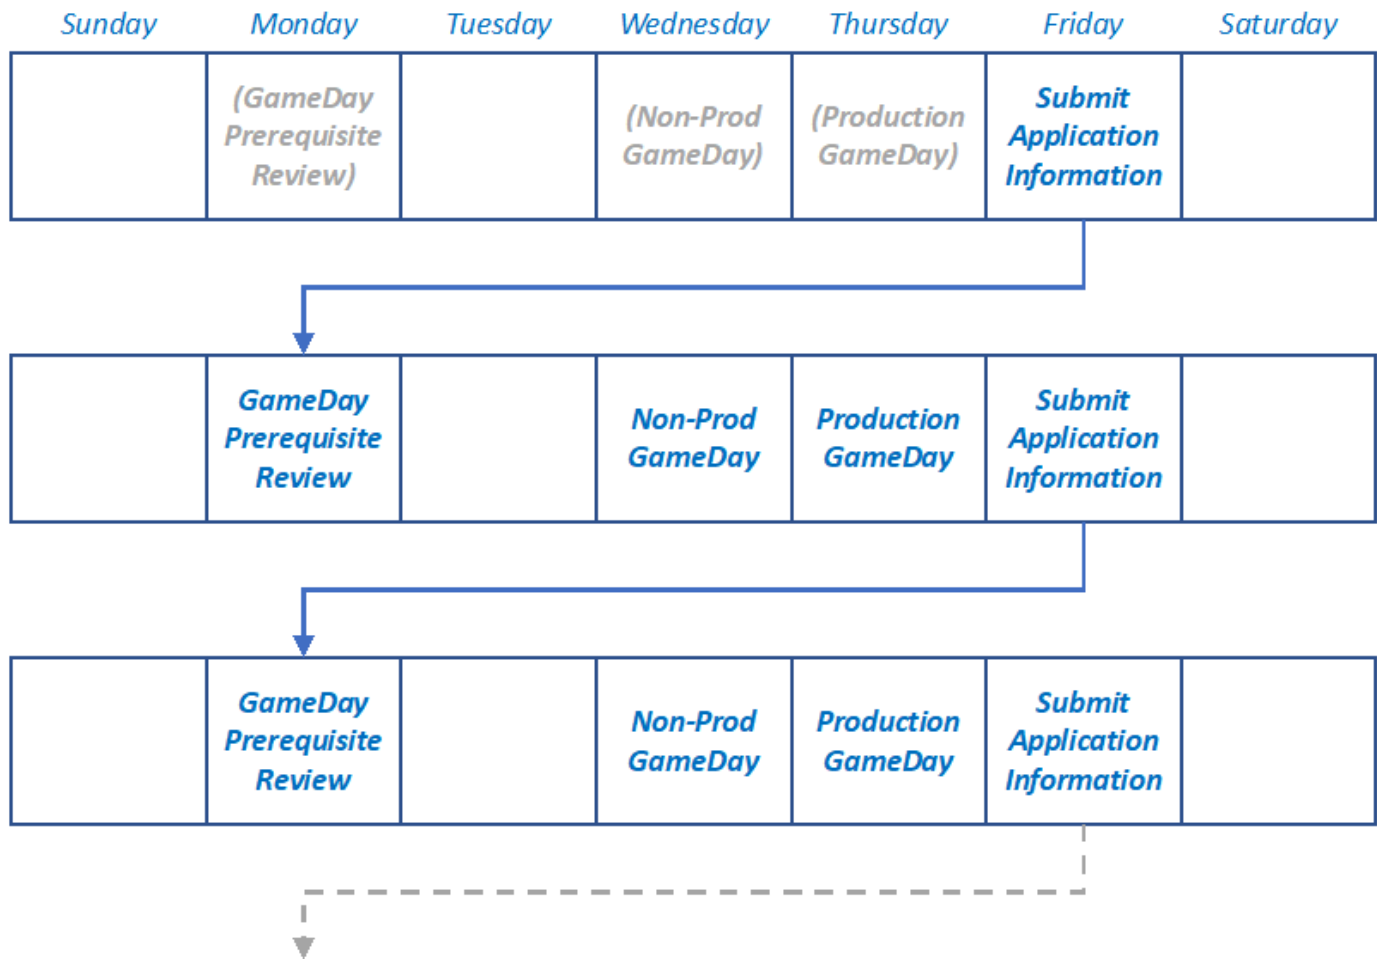 Sunday Monday Tuesday Wednesday Thursday Friday Saturday
(GameDay
Prerequisite
Review)
(Non-Prod
GameDay)
(Production
GameDay)
Submit
Application
Information
GameDay
Prerequisite
Review
Non-Prod
GameDay
Production
GameDay
Submit
Application
Information
GameDay
Prerequisite
Review
Non-Prod
GameDay
Production
GameDay
Submit
Application
Information